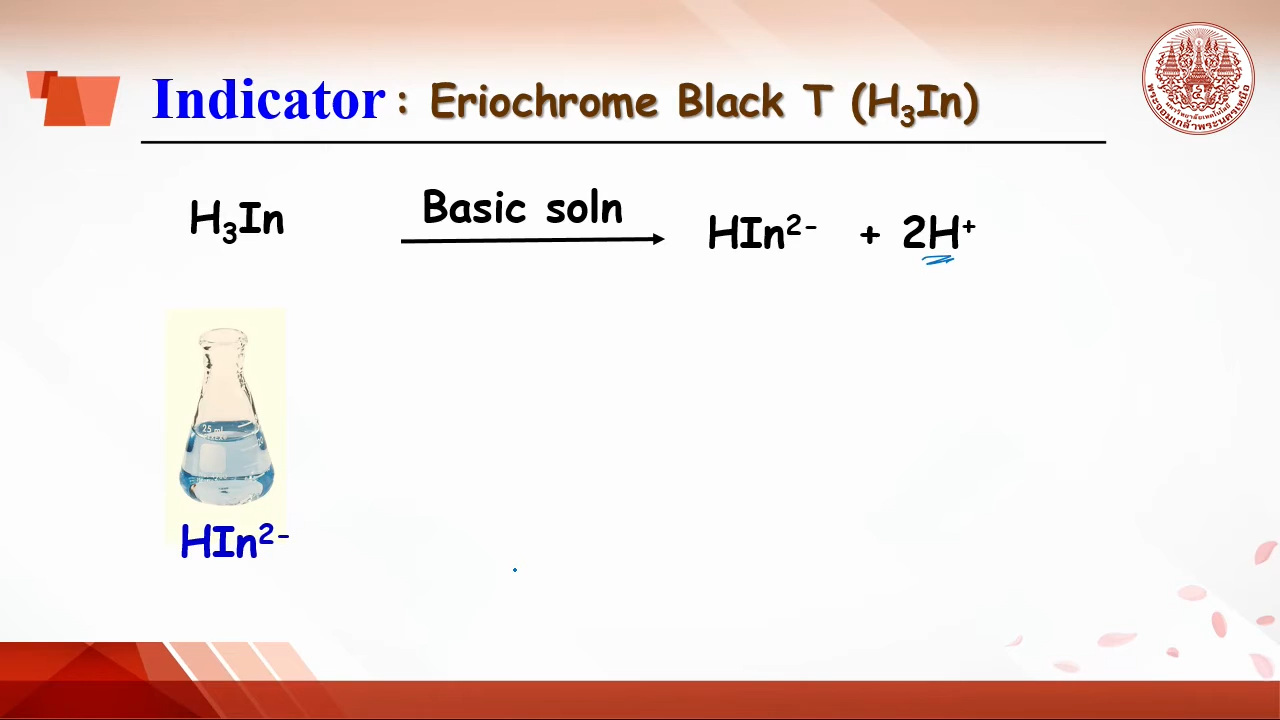 Indicator : Eriochrome Black T (H₃In)
H₃In
Basic soln
HIn²⁻ + 2H⁺
25 ml
HIn²⁻